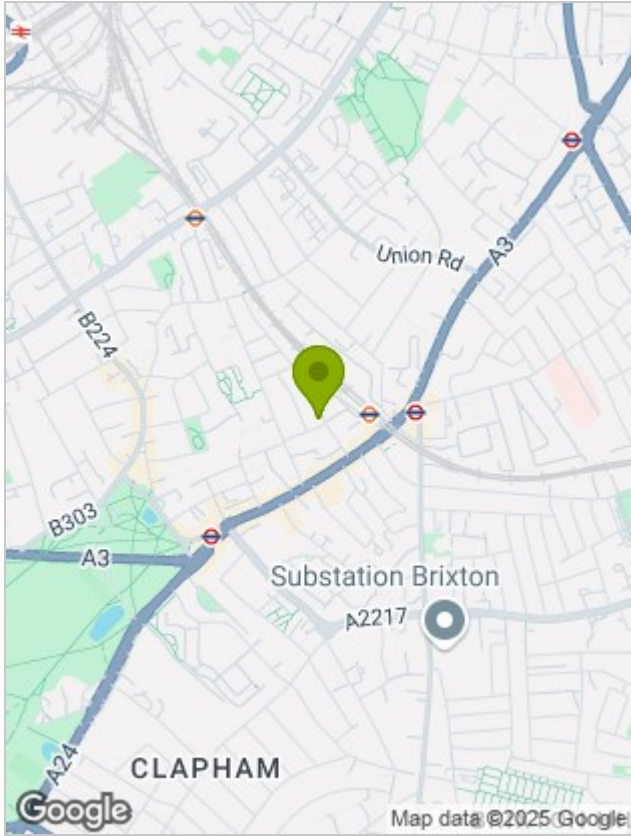 Union Rd
A3
B224
B303
A3
Substation Brixton
A2217
A24
CLAPHAM
Google
Map data ©2025 Google